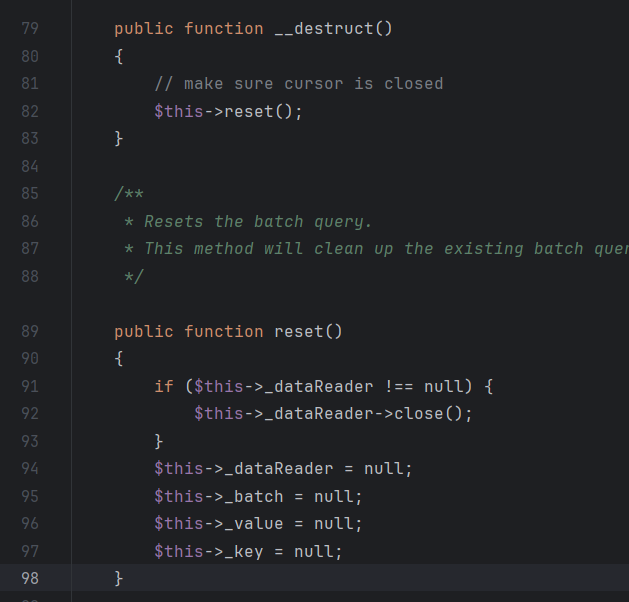 79 public function __destruct()
80 {
81 // make sure cursor is closed
82 $this->reset();
83 }
84
85 /**
86 * Resets the batch query.
87 * This method will clean up the existing batch
88 */
89 public function reset()
90 {
91 if ($this->_dataReader !== null) {
92 $this->_dataReader->close();
93 }
94 $this->_dataReader = null;
95 $this->_batch = null;
96 $this->_value = null;
97 $this->_key = null;
98 }